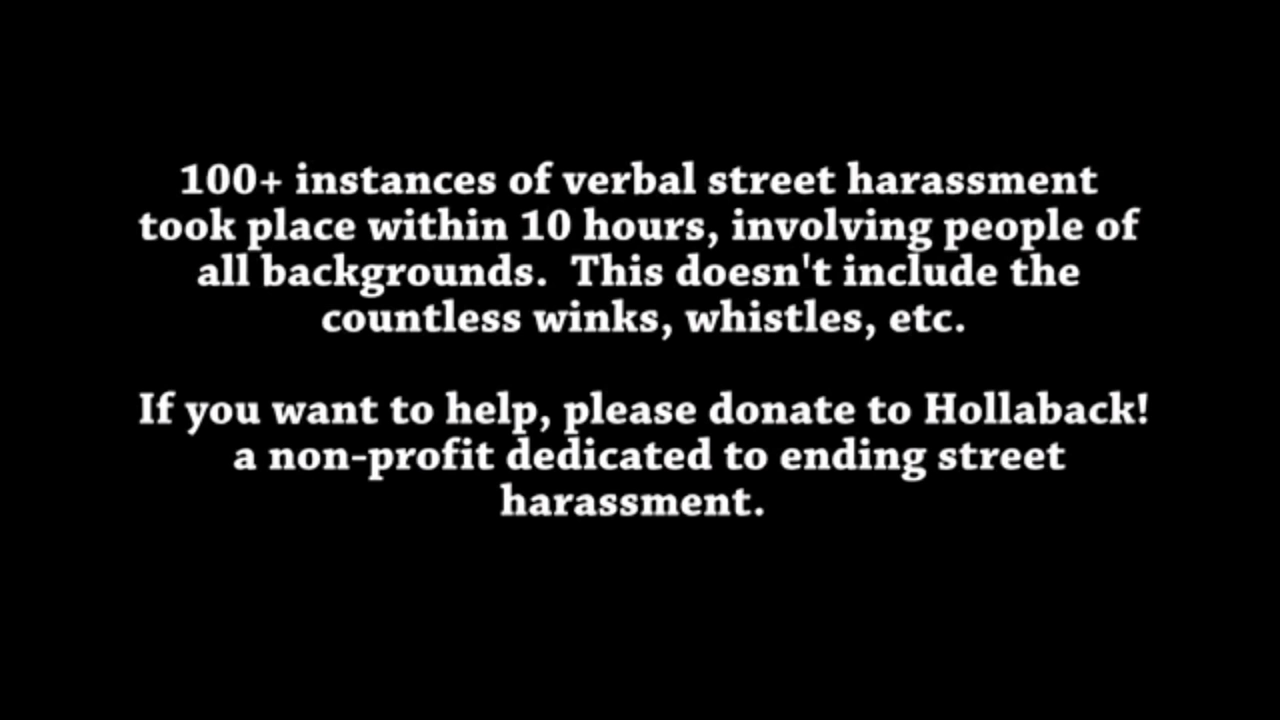 100+ instances of verbal street harassment
took place within 10 hours, involving people of
all backgrounds.  This doesn't include the
countless winks, whistles, etc.
If you want to help, please donate to Hollaback!
a non-profit dedicated to ending street
harassment.